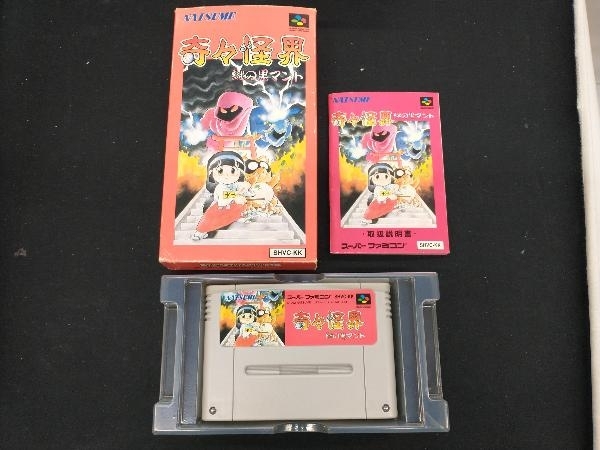 NATSUME
奇々怪界
謎の黒マント
SHVC-KK
NATSUME
奇々怪界
謎の黒マント
取扱説明書
スーパーファミコン
SHVC-KK
NATSUME
スーパーファミコン SHVC-KK
奇々怪界
謎の黒マント